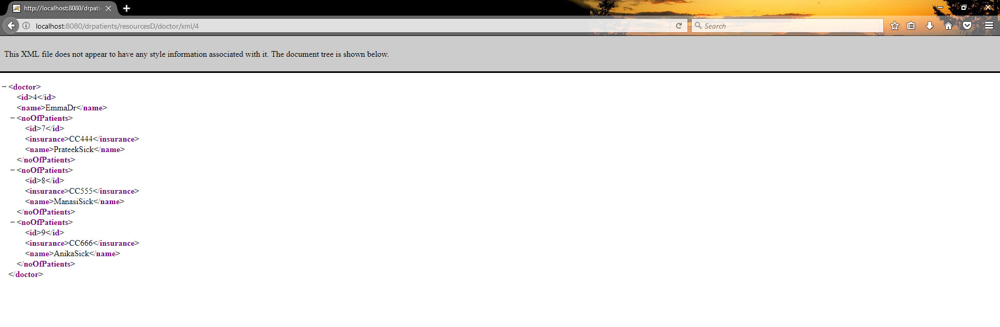 http://localhost:8080/drpatie
localhost:8080/drpatients/resourcesD/doctor/xml/4
Search
This XML file does not appear to have any style information associated with it. The document tree is shown below.
−<doctor>
<id>4</id>
<name>EmmaDr</name>
−<noOfPatients>
<id>7</id>
<insurance>CC444</insurance>
<name>PrateekSick</name>
</noOfPatients>
−<noOfPatients>
<id>8</id>
<insurance>CC555</insurance>
<name>ManasiSick</name>
</noOfPatients>
−<noOfPatients>
<id>9</id>
<insurance>CC666</insurance>
<name>AnikaSick</name>
</noOfPatients>
</doctor>